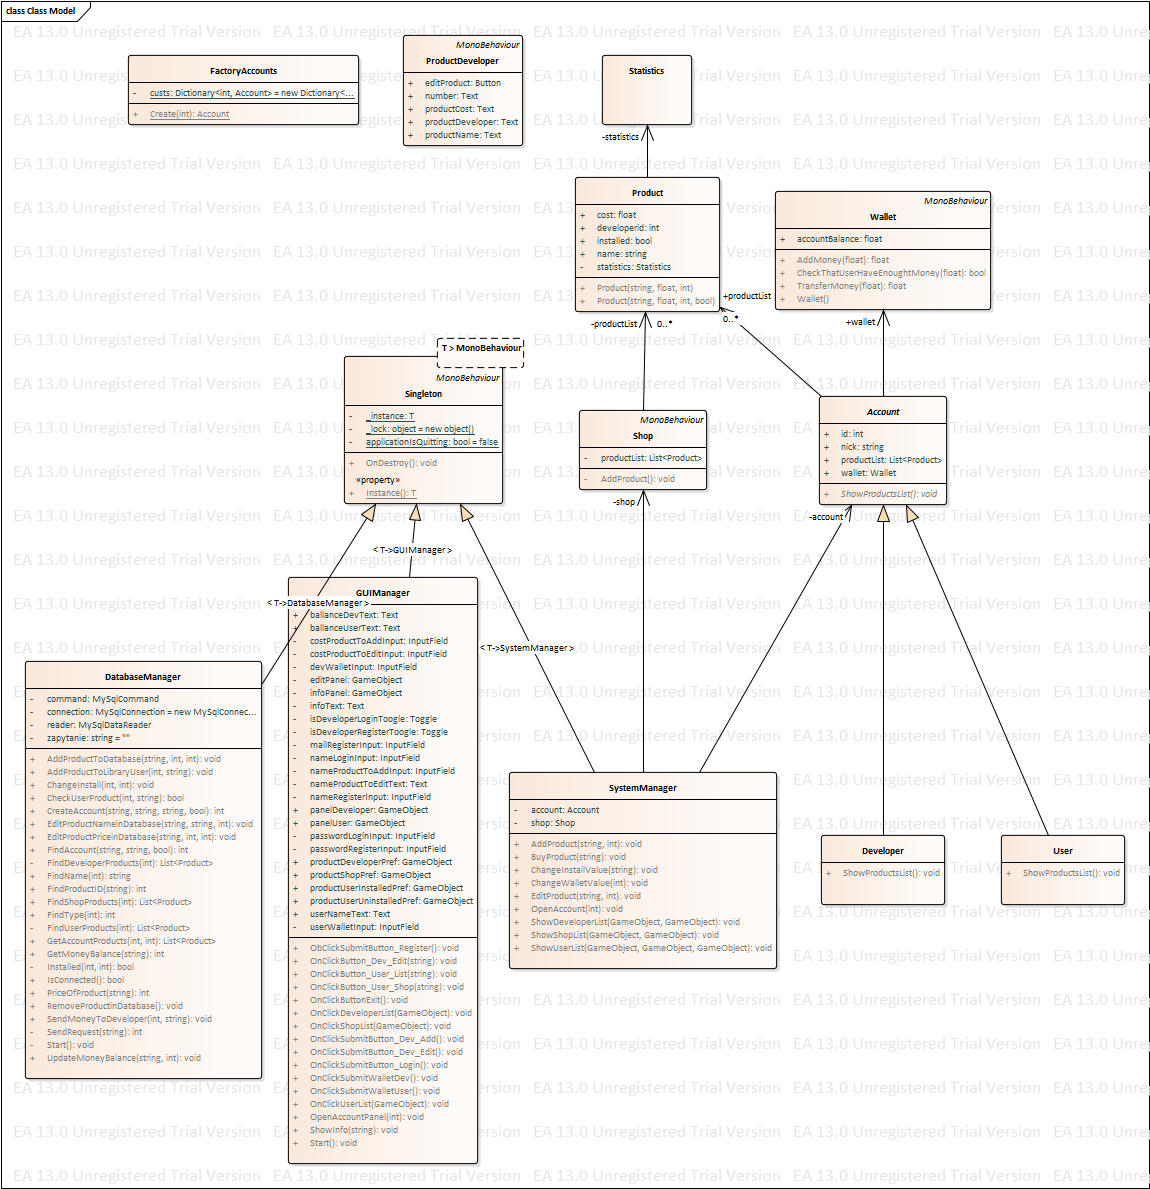 class Class Model
FactoryAccounts
- custs: Dictionary<int, Account> = new Dictionary<...
+ Create(int): Account
MonoBehaviour
ProductDeveloper
+ editProduct: Button
+ number: Text
+ productCost: Text
+ productDeveloper: Text
+ productName: Text
Statistics
-statistics
Product
+ cost: float
+ developerid: int
+ installed: bool
+ name: string
- statistics: Statistics
+ Product(string, float, int)
+ Product(string, float, int, bool)
MonoBehaviour
Wallet
+ accountBalance: float
+ AddMoney(float): float
+ CheckThatUserHaveEnoughtMoney(float): bool
+ TransferMoney(float): float
+ Wallet()
+productList
0..*
-productList
0..*
+wallet
T > MonoBehaviour
MonoBehaviour
Singleton
- _instance: T
- _lock: object = new object()
- applicationIsQuitting: bool = false
+ OnDestroy(): void
«property»
+ Instance(): T
MonoBehaviour
Shop
- productList: List<Product>
- AddProduct(): void
Account
+ id: int
+ nick: string
+ productList: List<Product>
+ wallet: Wallet
+ ShowProductsList(): void
-shop
-account
< T->GUIManager >
< T->DatabaseManager >
< T->SystemManager >
GUIManager
+ ballanceDevText: Text
+ ballanceUserText: Text
- costProductToAddInput: InputField
- costProductToEditInput: InputField
- devWalletInput: InputField
- editPanel: GameObject
- infoPanel: GameObject
- infoText: Text
- isDeveloperLoginToogle: Toggle
- isDeveloperRegisterToogle: Toggle
- mailRegisterInput: InputField
- nameLoginInput: InputField
- nameProductToAddInput: InputField
- nameProductToEditText: Text
- nameRegisterInput: InputField
+ panelDeveloper: GameObject
+ panelUser: GameObject
- passwordLoginInput: InputField
- passwordRegisterInput: InputField
+ productDeveloperPref: GameObject
+ productShopPref: GameObject
+ productUserInstalledPref: GameObject
+ productUserUninstalledPref: GameObject
+ userNameText: Text
- userWalletInput: InputField
+ ObClickSubmitButton_Register(): void
+ OnClickButton_Dev_Edit(string): void
+ OnClickButton_User_List(string): void
+ OnClickButton_User_Shop(string): void
+ OnClickButtonExit(): void
+ OnClickDeveloperList(GameObject): void
+ OnClickShopList(GameObject): void
+ OnClickSubmitButton_Dev_Add(): void
+ OnClickSubmitButton_Dev_Edit(): void
+ OnClickSubmitButton_Login(): void
+ OnClickSubmitWalletDev(): void
+ OnClickSubmitWalletUser(): void
+ OnClickUserList(GameObject): void
+ OpenAccountPanel(int): void
+ ShowInfo(string): void
+ Start(): void
DatabaseManager
- command: MySqlCommand
- connection: MySqlConnection = new MySqlConnec...
- reader: MySqlDataReader
- zapytanie: string = ""
+ AddProductToDatabase(string, int, int): void
+ AddProductToLibraryUser(int, string): void
+ ChangeInstall(int, int): void
+ CheckUserProduct(int, string): bool
+ CreateAccount(string, string, string, bool): int
+ EditProductNameinDatabase(string, string, int): void
+ EditProductPriceinDatabase(string, int, int): void
+ FindAccount(string, string, bool): int
- FindDeveloperProducts(int): List<Product>
+ FindName(int): string
+ FindProductID(string): int
+ FindShopProducts(int): List<Product>
+ FindType(int): int
- FindUserProducts(int): List<Product>
+ GetAccountProducts(int, int): List<Product>
+ GetMoneyBalance(string): int
- Installed(int, int): bool
+ IsConnected(): bool
+ PriceOfProduct(string): int
+ RemoveProductinDatabase(): void
+ SendMoneyToDeveloper(int, string): void
- SendRequest(string): int
- Start(): void
+ UpdateMoneyBalance(string, int): void
SystemManager
- account: Account
- shop: Shop
+ AddProduct(string, int): void
+ BuyProduct(string): void
+ ChangeInstallValue(string): void
+ ChangeWalletValue(int): void
+ EditProduct(string, int): void
+ OpenAccount(int): void
+ ShowDeveloperList(GameObject, GameObject): void
+ ShowShopList(GameObject, GameObject): void
+ ShowUserList(GameObject, GameObject, GameObject): void
Developer
+ ShowProductsList(): void
User
+ ShowProductsList(): void
EA 13.0 Unregistered Trial Version